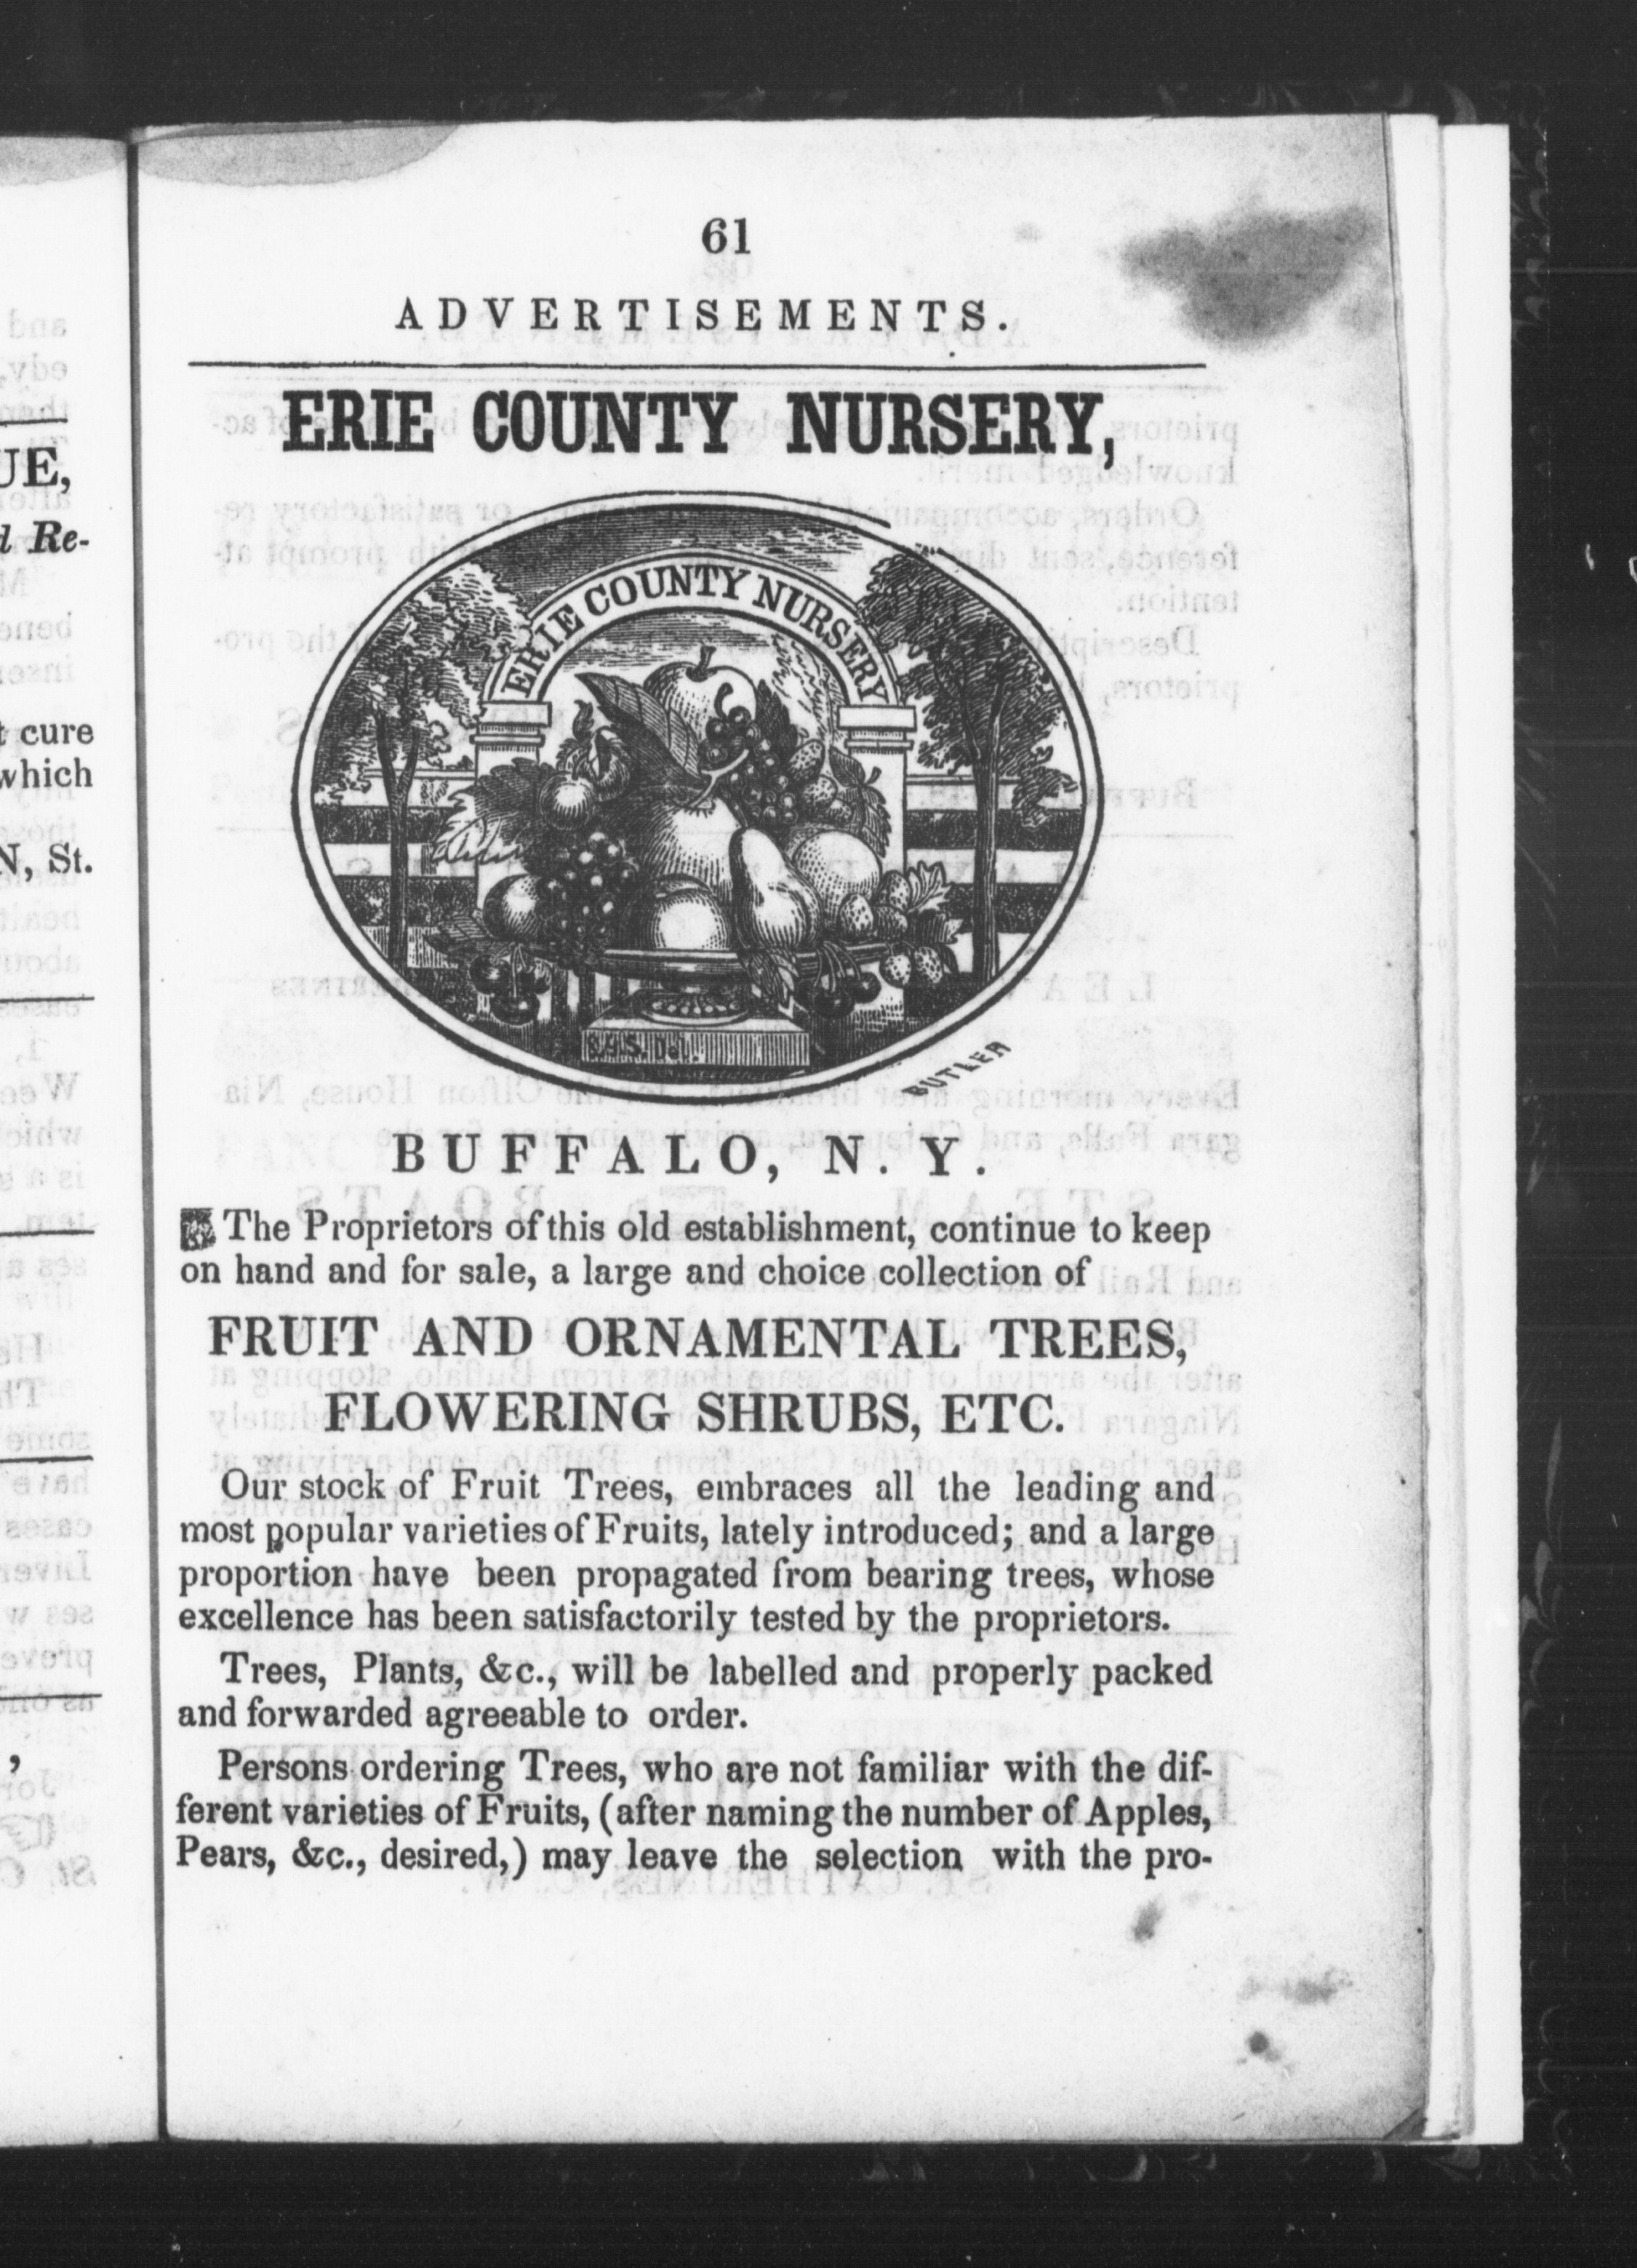 61
ADVERTISEMENTS.
ERIE COUNTY NURSERY,
ERIE COUNTY NURSERY
BUTLER
BUFFALO, N. Y.
The Proprietors of this old establishment, continue to keep
on hand and for sale, a large and choice collection of
FRUIT AND ORNAMENTAL TREES,
FLOWERING SHRUBS, ETC.
Our stock of Fruit Trees, embraces all the leading and
most popular varieties of Fruits, lately introduced; and a large
proportion have been propagated from bearing trees, whose
excellence has been satisfactorily tested by the proprietors.
Trees, Plants, &c., will be labelled and properly packed
and forwarded agreeable to order.
Persons ordering Trees, who are not familiar with the dif-
ferent varieties of Fruits, (after naming the number of Apples,
Pears, &c., desired,) may leave the selection with the pro-
UE,
d Re-
t cure
which
N, St.